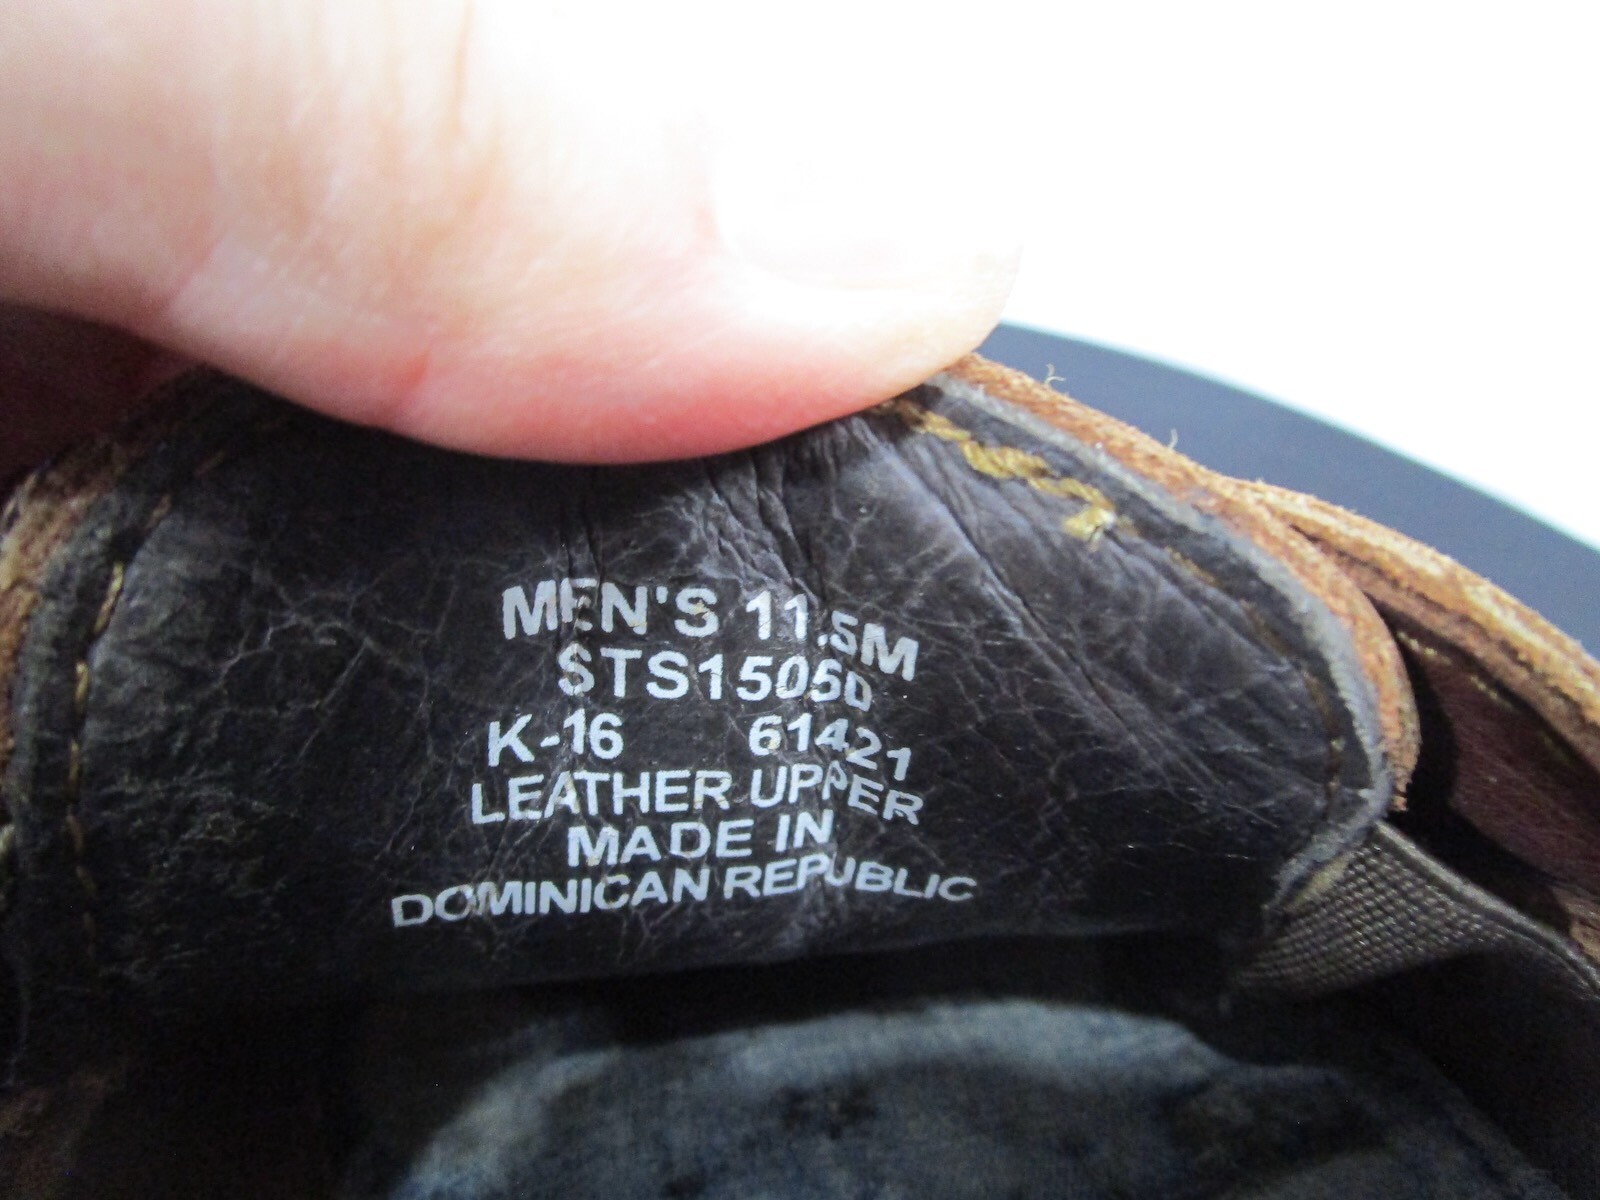 MEN'S 11.5M
STS15050
K-16 61421
LEATHER UPPER
MADE IN
DOMINICAN REPUBLIC